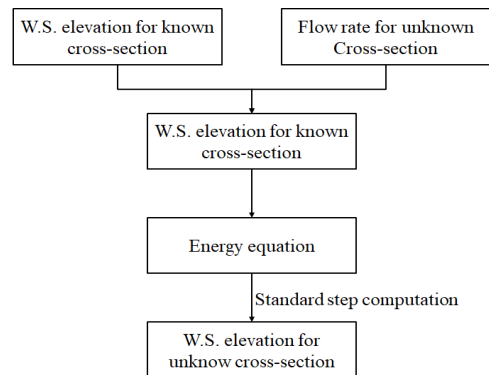 W.S. elevation for known
cross-section
Flow rate for unknown
Cross-section
W.S. elevation for known
cross-section
Energy equation
Standard step computation
W.S. elevation for
unknow cross-section